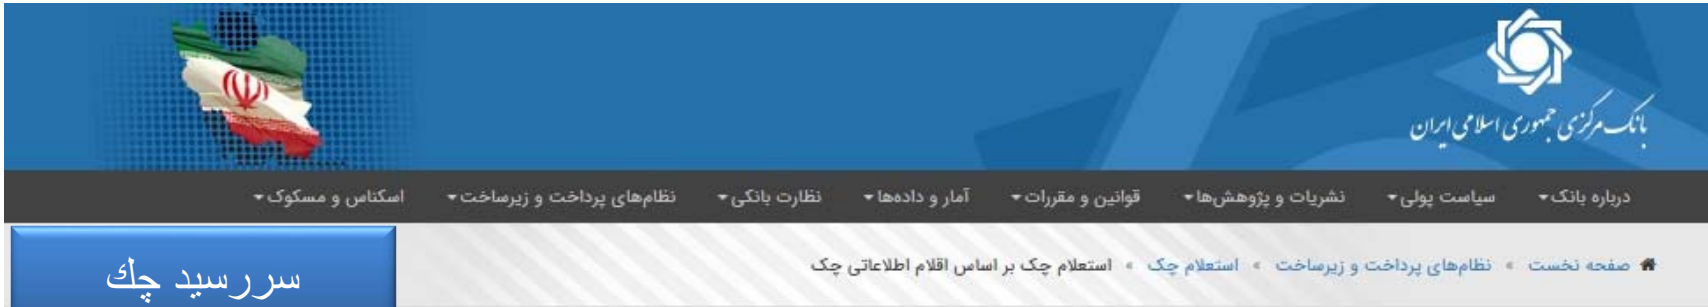 بانک مرکزی جمهوری اسلامی ایران
درباره بانک سیاست پولی نشریات و پژوهش‌ها قوانین و مقررات آمار و داده‌ها نظارت بانکی نظام‌های پرداخت و زیرساخت اسکناس و مسکوک
صفحه نخست » نظام‌های پرداخت و زیرساخت » استعلام چک » استعلام چک بر اساس اقلام اطلاعاتی چک
سررسيد چك